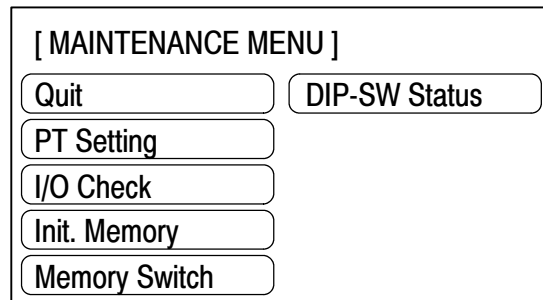 [ MAINTENANCE MENU ]
Quit DIP-SW Status
PT Setting
I/O Check
Init. Memory
Memory Switch